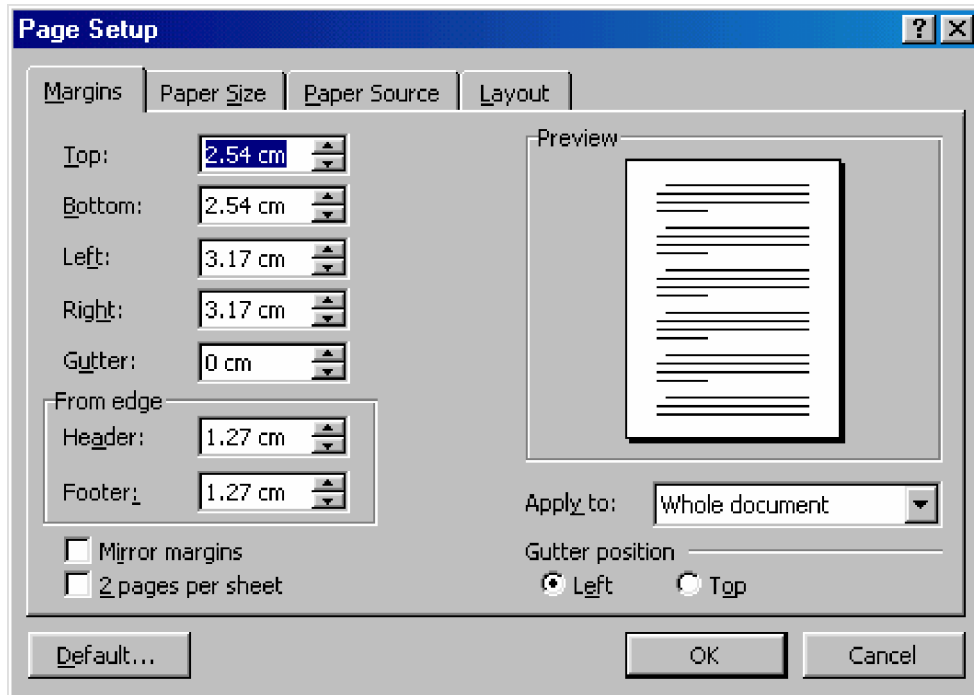 Page Setup
Margins Paper Size Paper Source Layout
Top: 2.54 cm
Bottom: 2.54 cm
Left: 3.17 cm
Right: 3.17 cm
Gutter: 0 cm
From edge
Header: 1.27 cm
Footer: 1.27 cm
Mirror margins
2 pages per sheet
Preview
Apply to: Whole document
Gutter position
Left Top
Default... OK Cancel